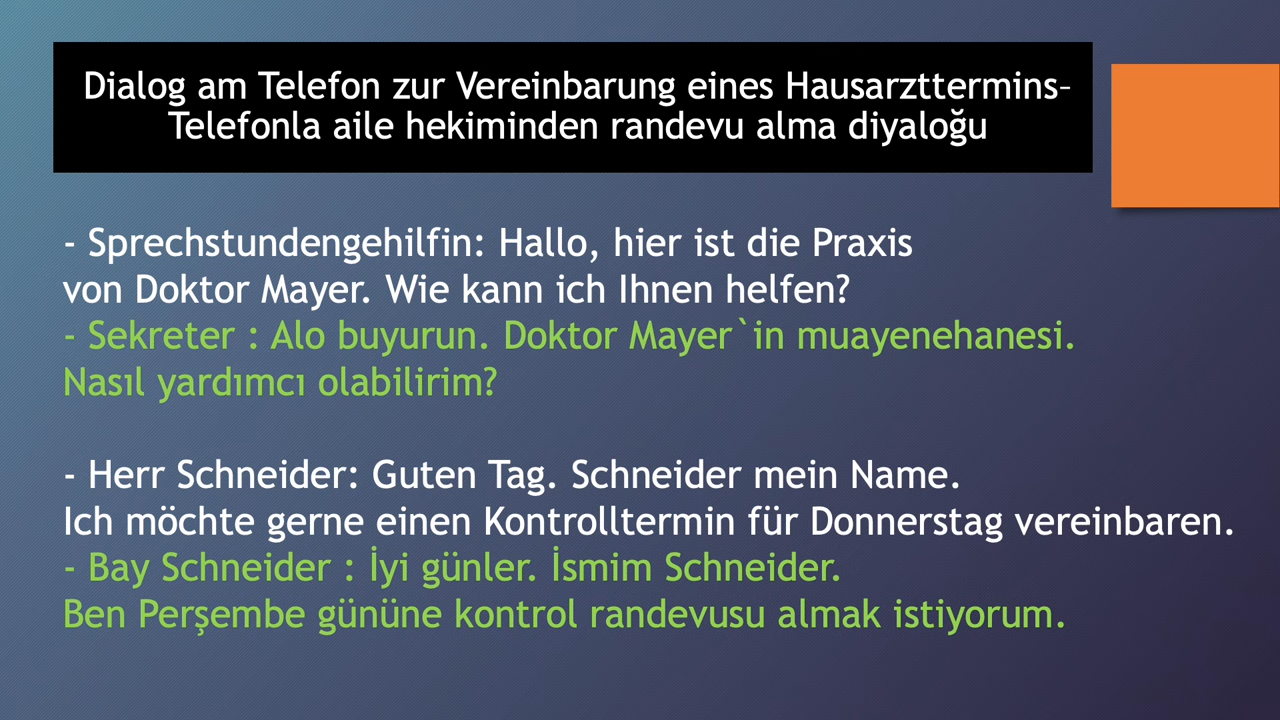 Dialog am Telefon zur Vereinbarung eines Hausarzttermins–
Telefonla aile hekiminden randevu alma diyaloğu
- Sprechstundengehilfin: Hallo, hier ist die Praxis
von Doktor Mayer. Wie kann ich Ihnen helfen?
- Sekreter : Alo buyurun. Doktor Mayer`in muayenehanesi.
Nasıl yardımcı olabilirim?
- Herr Schneider: Guten Tag. Schneider mein Name.
Ich möchte gerne einen Kontrolltermin für Donnerstag vereinbaren.
- Bay Schneider : İyi günler. İsmim Schneider.
Ben Perşembe gününe kontrol randevusu almak istiyorum.